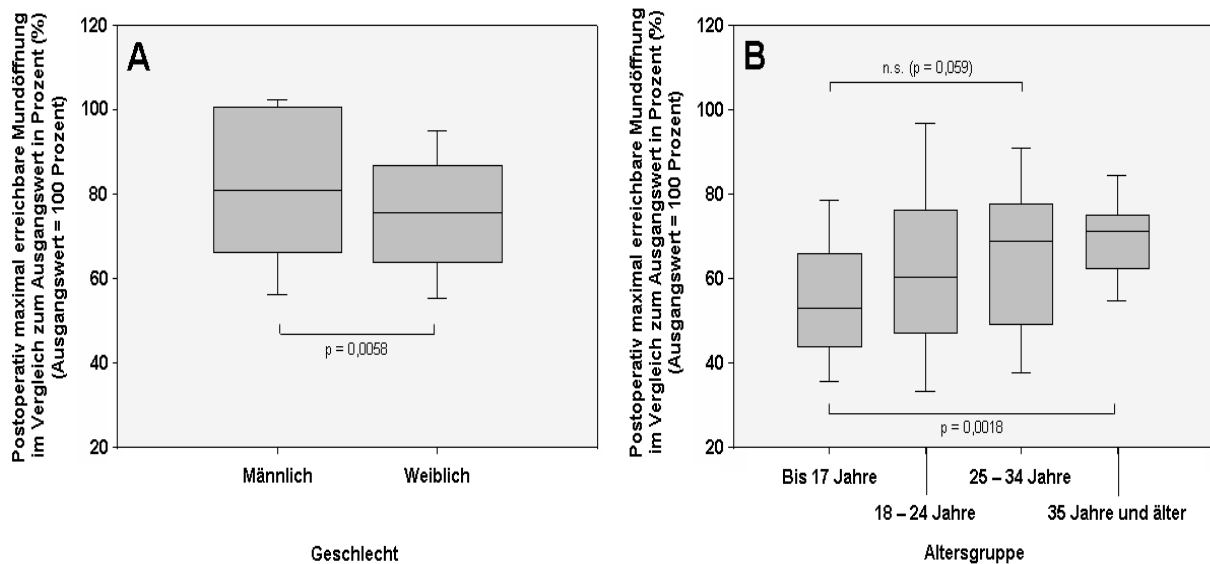 Postoperativ maximal erreichbare Mundöffnung
im Vergleich zum Ausgangswert in Prozent (%)
(Ausgangswert = 100 Prozent)
A
120
100
80
60
40
20
p = 0,0058
Männlich Weiblich
Geschlecht
Postoperativ maximal erreichbare Mundöffnung
im Vergleich zum Ausgangswert in Prozent (%)
(Ausgangswert = 100 Prozent)
B
120
100
80
60
40
20
n.s. (p = 0,059)
p = 0,0018
Bis 17 Jahre 25 – 34 Jahre
18 – 24 Jahre 35 Jahre und älter
Altersgruppe